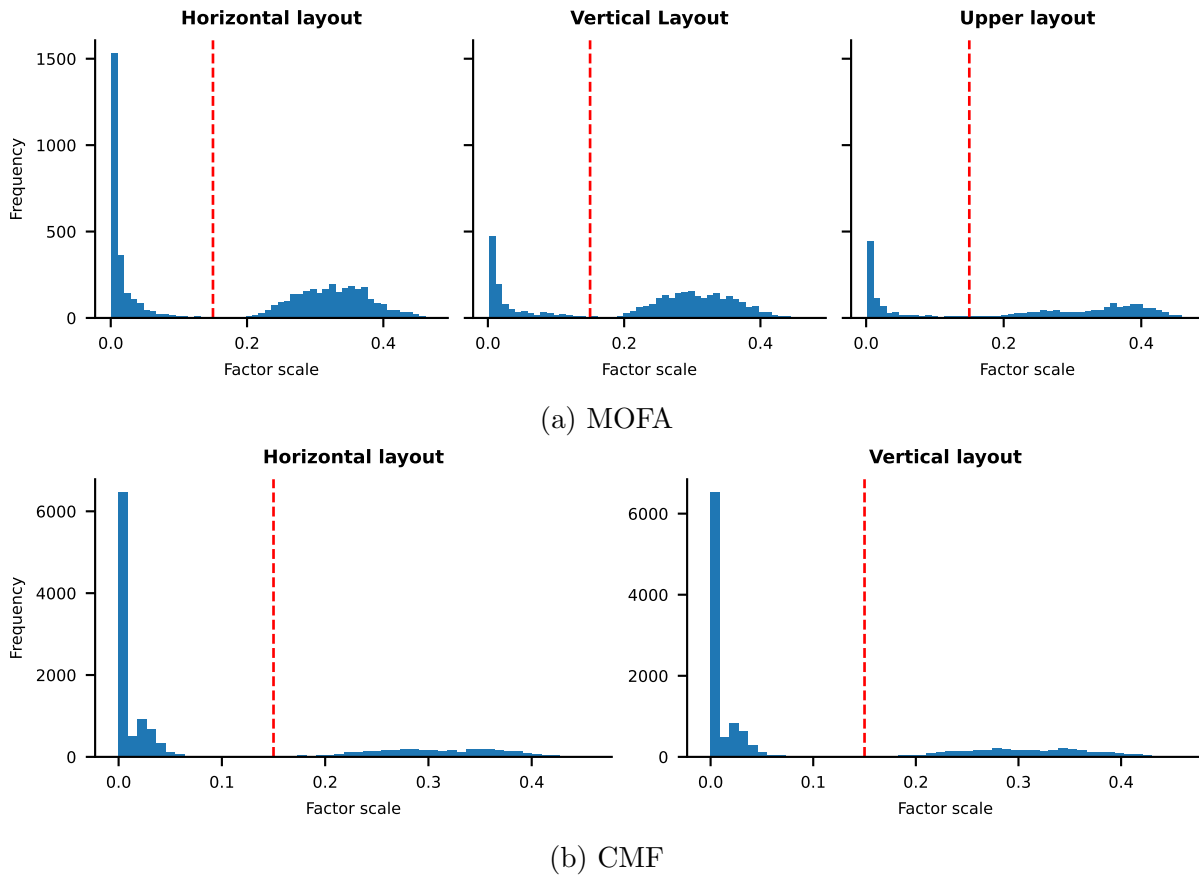 Horizontal layout
Vertical Layout
Upper layout
1500
1000
500
0
Frequency
0.0
0.2
0.4
0.0
0.2
0.4
0.0
0.2
0.4
Factor scale
Factor scale
Factor scale
(a) MOFA
Horizontal layout
Vertical layout
6000
4000
2000
0
Frequency
6000
4000
2000
0
0.0
0.1
0.2
0.3
0.4
0.0
0.1
0.2
0.3
0.4
Factor scale
Factor scale
(b) CMF